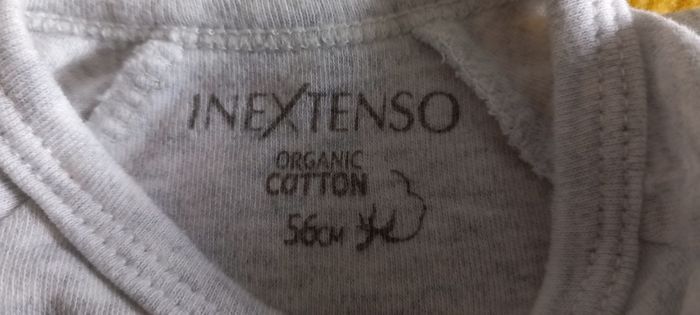 INEXTENSO
ORGANIC
COTTON
56CM